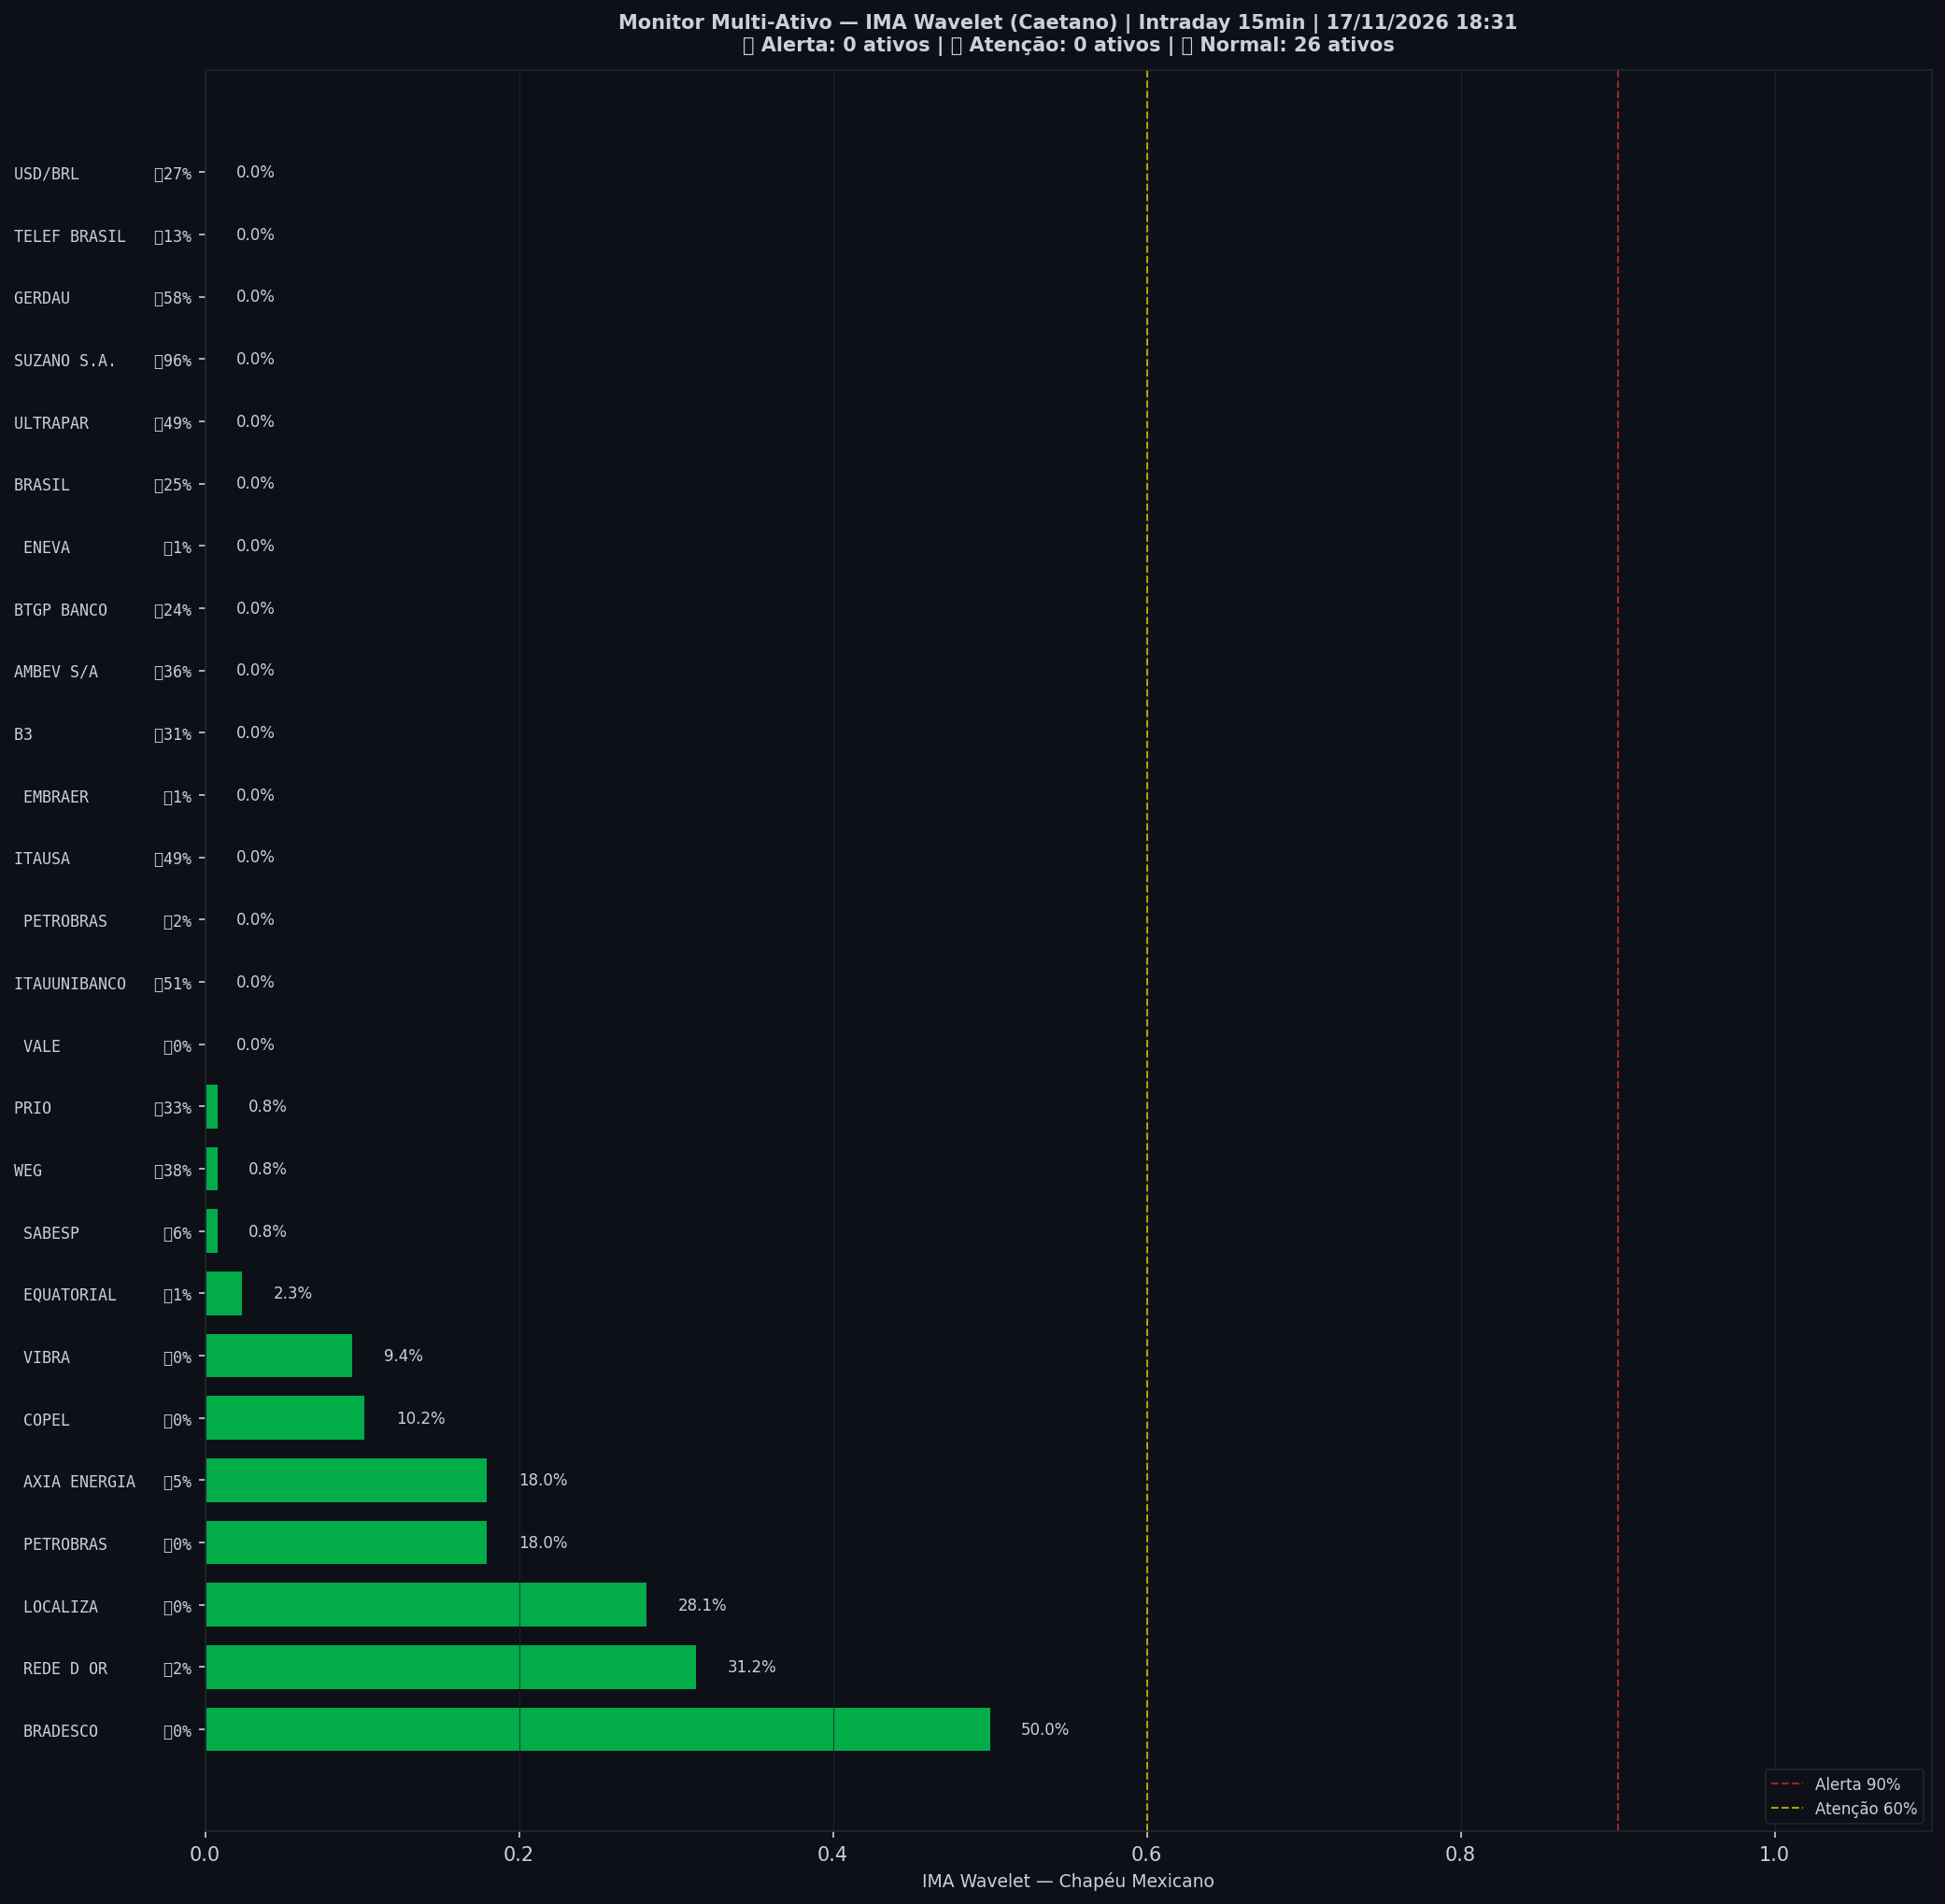 Monitor Multi-Ativo — IMA Wavelet (Caetano) | Intraday 15min | 17/11/2026 18:31
▯ Alerta: 0 ativos | ▯ Atenção: 0 ativos | ▯ Normal: 26 ativos
USD/BRL ▯27% 0.0%
TELEF BRASIL ▯13% 0.0%
GERDAU ▯58% 0.0%
SUZANO S.A. ▯96% 0.0%
ULTRAPAR ▯49% 0.0%
BRASIL ▯25% 0.0%
ENEVA ▯1% 0.0%
BTGP BANCO ▯24% 0.0%
AMBEV S/A ▯36% 0.0%
B3 ▯31% 0.0%
EMBRAER ▯1% 0.0%
ITAUSA ▯49% 0.0%
PETROBRAS ▯2% 0.0%
ITAUUNIBANCO ▯51% 0.0%
VALE ▯0% 0.0%
PRIO ▯33% 0.8%
WEG ▯38% 0.8%
SABESP ▯6% 0.8%
EQUATORIAL ▯1% 2.3%
VIBRA ▯0% 9.4%
COPEL ▯0% 10.2%
AXIA ENERGIA ▯5% 18.0%
PETROBRAS ▯0% 18.0%
LOCALIZA ▯0% 28.1%
REDE D OR ▯2% 31.2%
BRADESCO ▯0% 50.0%
Alerta 90%
Atenção 60%
0.0 0.2 0.4 0.6 0.8 1.0
IMA Wavelet — Chapéu Mexicano